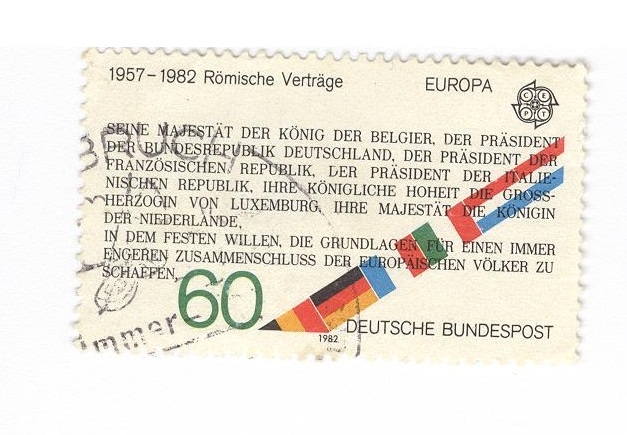 1957-1982 Römische Verträge
EUROPA
CEPT
SEINE MAJESTÄT DER KÖNIG DER BELGIER, DER PRÄSIDENT
DER BUNDESREPUBLIK DEUTSCHLAND, DER PRÄSIDENT DER
FRANZÖSISCHEN REPUBLIK, DER PRÄSIDENT DER ITALIE-
NISCHEN REPUBLIK, IHRE KÖNIGLICHE HOHEIT DIE GROSS-
HERZOGIN VON LUXEMBURG, IHRE MAJESTÄT DIE KÖNIGIN
DER NIEDERLANDE,
IN DEM FESTEN WILLEN, DIE GRUNDLAGEN FÜR EINEN IMMER
ENGEREN ZUSAMMENSCHLUSS DER EUROPÄISCHEN VÖLKER ZU
SCHAFFEN,
60
DEUTSCHE BUNDESPOST
1982
BRUCH
mmer